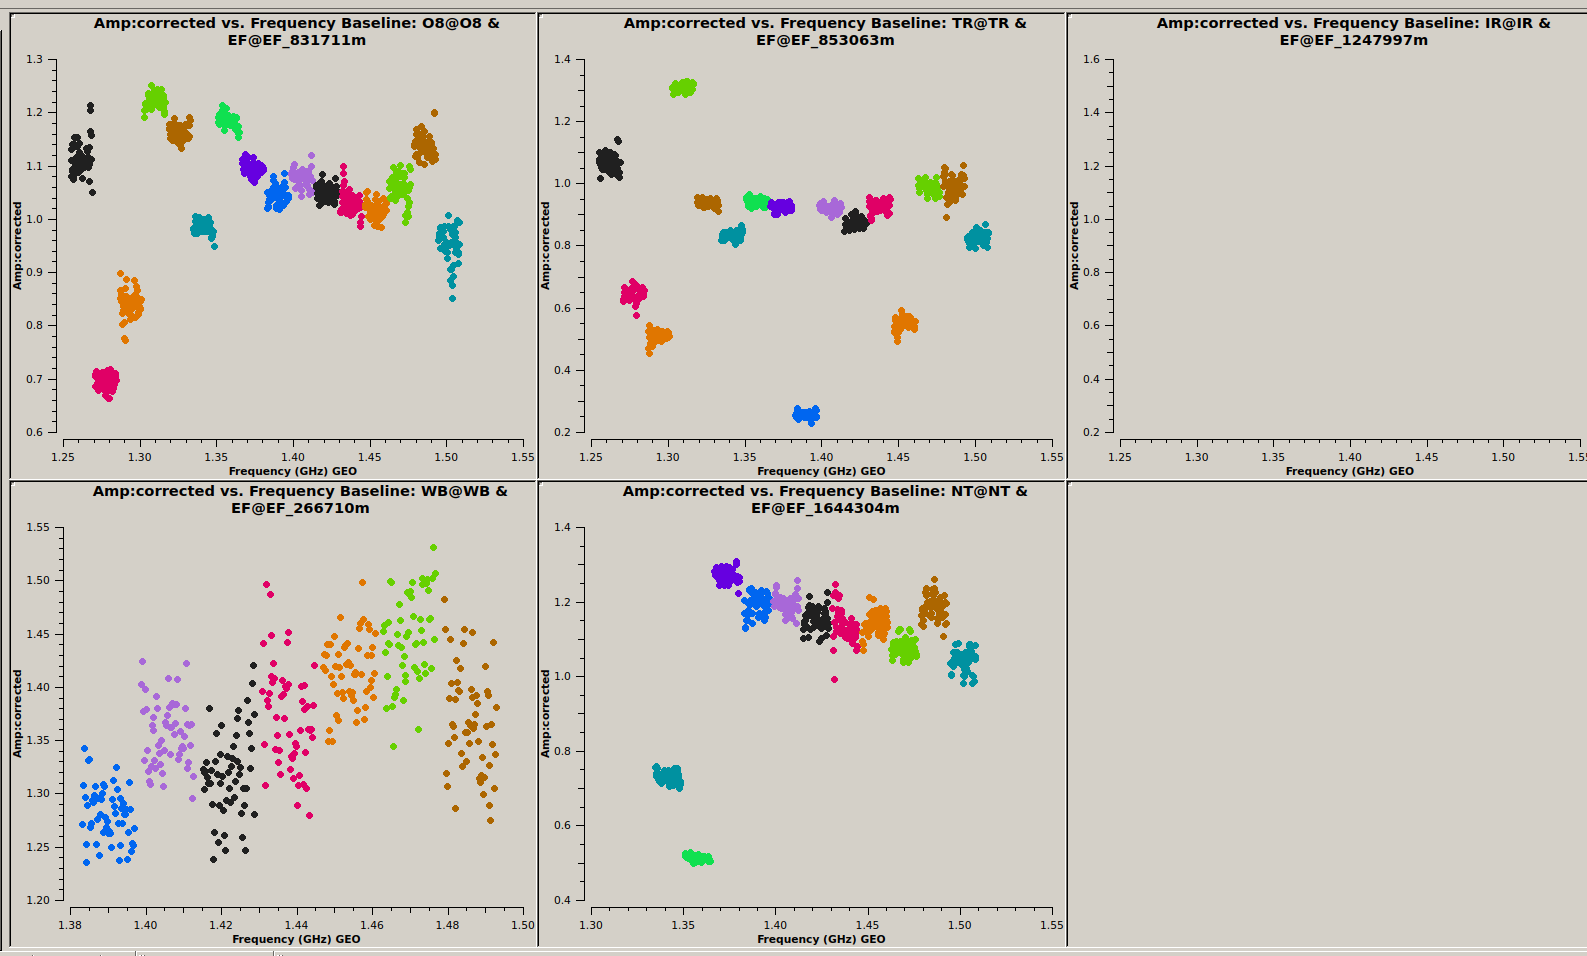 Amp:corrected vs. Frequency Baseline: O8@O8 &
EF@EF_831711m
1.3
1.2
1.1
1.0
0.9
0.8
0.7
0.6
Amp:corrected
1.25 1.30 1.35 1.40 1.45 1.50 1.55
Frequency (GHz) GEO
Amp:corrected vs. Frequency Baseline: TR@TR &
EF@EF_853063m
1.4
1.2
1.0
0.8
0.6
0.4
0.2
Amp:corrected
1.25 1.30 1.35 1.40 1.45 1.50 1.55
Frequency (GHz) GEO
Amp:corrected vs. Frequency Baseline: IR@IR &
EF@EF_1247997m
1.6
1.4
1.2
1.0
0.8
0.6
0.4
0.2
Amp:corrected
1.25 1.30 1.35 1.40 1.45 1.50
Frequency (GHz) GEO
Amp:corrected vs. Frequency Baseline: WB@WB &
EF@EF_266710m
1.55
1.50
1.45
1.40
1.35
1.30
1.25
1.20
Amp:corrected
1.38 1.40 1.42 1.44 1.46 1.48 1.50
Frequency (GHz) GEO
Amp:corrected vs. Frequency Baseline: NT@NT &
EF@EF_1644304m
1.4
1.2
1.0
0.8
0.6
0.4
Amp:corrected
1.30 1.35 1.40 1.45 1.50 1.55
Frequency (GHz) GEO